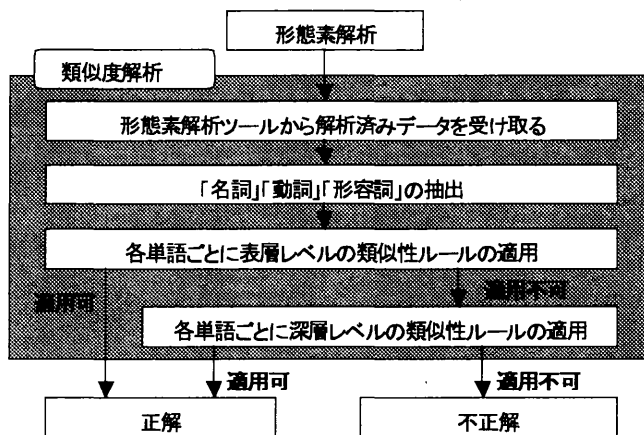 形態素解析
類似度解析
形態素解析ツールから解析済みデータを受け取る
「名詞」「動詞」「形容詞」の抽出
各単語ごとに表層レベルの類似性ルールの適用
適用可
適用不可
各単語ごとに深層レベルの類似性ルールの適用
適用可
適用不可
正解
不正解